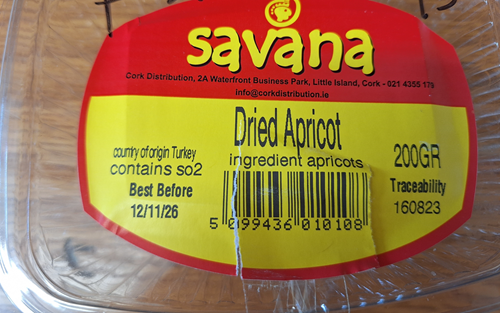 savana
Cork Distribution, 2A Waterfront Business Park, Little Island, Cork - 021 4355 179
info@corkdistribution.ie
Dried Apricot
ingredient apricots
country of origin Turkey
contains so2
Best Before
12/11/26
200GR
Traceability
160823
5 099436 010108